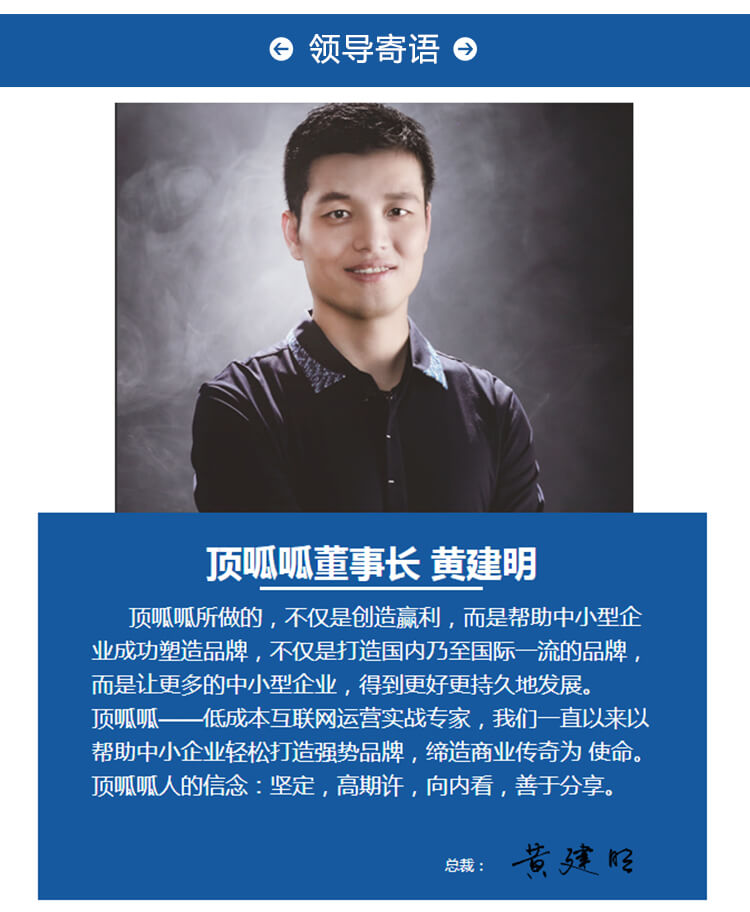 领导寄语
顶呱呱董事长 黄建明
顶呱呱所做的，不仅是创造赢利，而是帮助中小型企
业成功塑造品牌，不仅是打造国内乃至国际一流的品牌，
而是让更多的中小型企业，得到更好更持久地发展。
顶呱呱——低成本互联网运营实战专家，我们一直以来以
帮助中小企业轻松打造强势品牌，缔造商业传奇为 使命。
顶呱呱人的信念：坚定，高期许，向内看，善于分享。
总裁： 黄建明